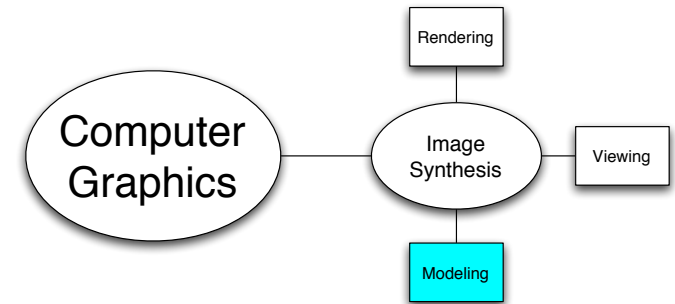 Rendering
Computer
Graphics
Image
Synthesis
Viewing
Modeling